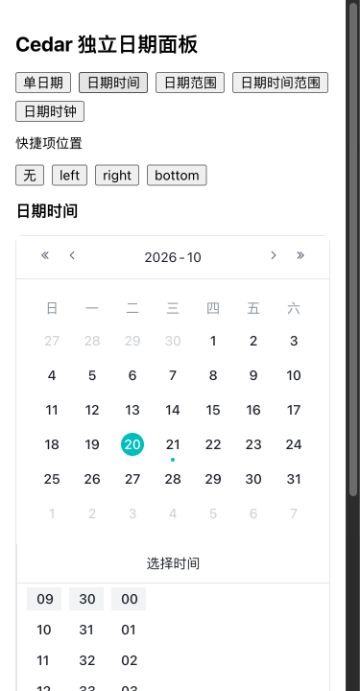 Cedar 独立日期面板
单日期 日期时间 日期范围 日期时间范围
日期时钟
快捷项位置
无 left right bottom
日期时间
« ‹ 2026-10 › »
日 一 二 三 四 五 六
27 28 29 30 1 2 3
4 5 6 7 8 9 10
11 12 13 14 15 16 17
18 19 20 21 22 23 24
25 26 27 28 29 30 31
1 2 3 4 5 6 7
选择时间
09 30 00
10 31 01
11 32 02
12 33 03